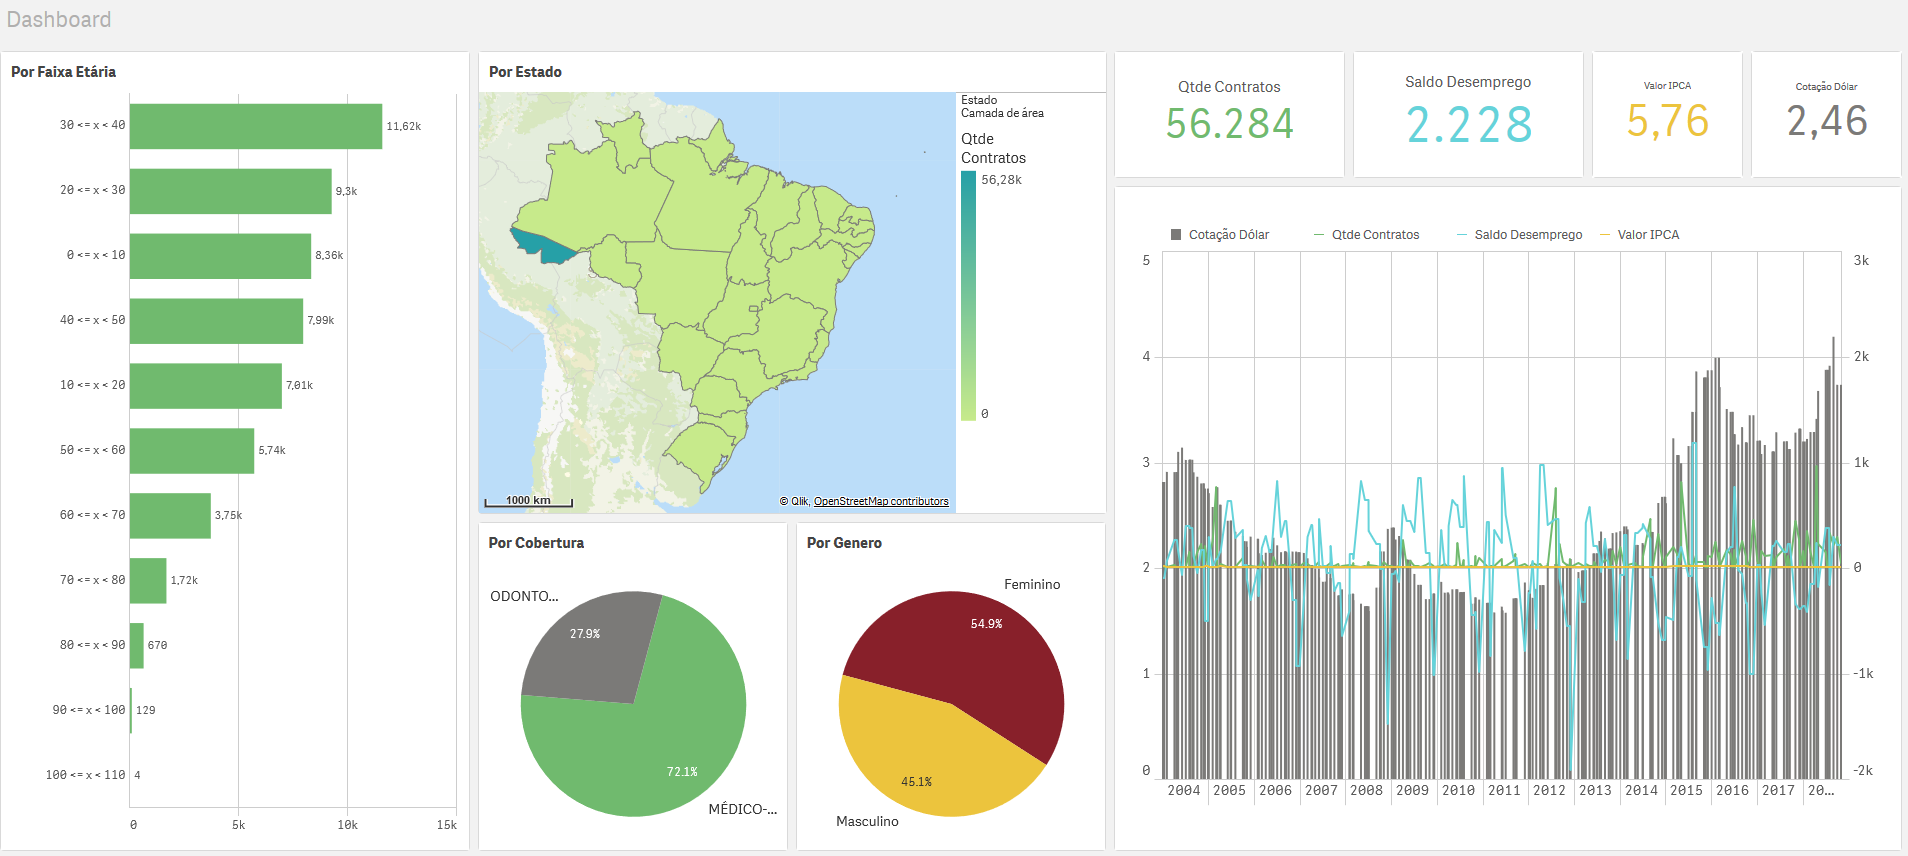 Dashboard
Por Faixa Etária
30 <= x < 40
11,62k
20 <= x < 30
9,3k
0 <= x < 10
8,36k
40 <= x < 50
7,99k
10 <= x < 20
7,01k
50 <= x < 60
5,74k
60 <= x < 70
3,75k
70 <= x < 80
1,72k
80 <= x < 90
670
90 <= x < 100
129
100 <= x < 110
4
0
5k
10k
15k
Por Estado
Estado
Camada de área
Qtde
Contratos
56,28k
0
1000 km
© Qlik, OpenStreetMap contributors
Por Cobertura
ODONTO...
27.9%
72.1%
MÉDICO-...
Por Genero
Feminino
54.9%
45.1%
Masculino
Qtde Contratos
56.284
Saldo Desemprego
2.228
Valor IPCA
5,76
Cotação Dólar
2,46
Cotação Dólar
Qtde Contratos
Saldo Desemprego
Valor IPCA
5
3k
4
2k
3
1k
2
0
1
-1k
0
-2k
2004
2005
2006
2007
2008
2009
2010
2011
2012
2013
2014
2015
2016
2017
20...